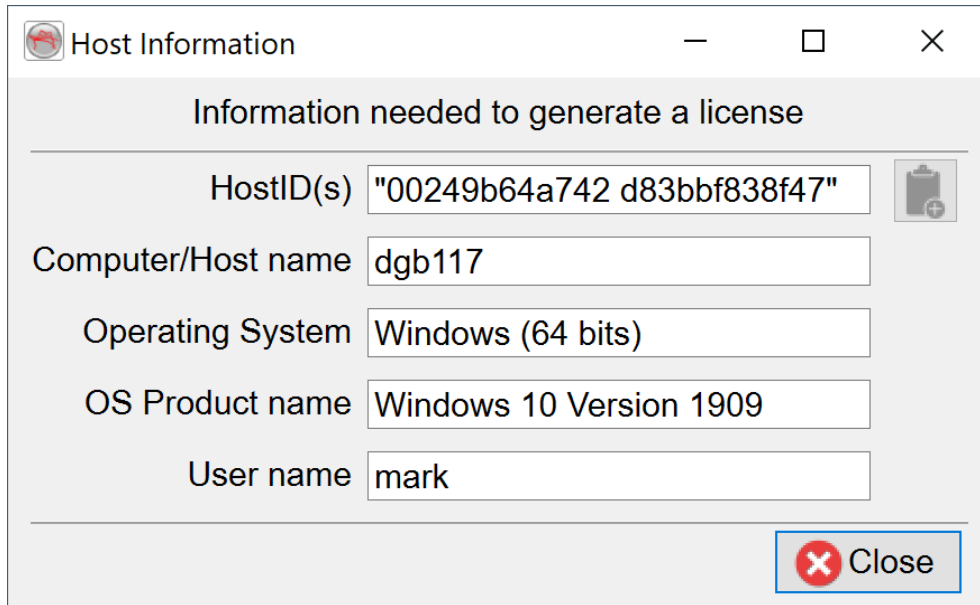 Host Information
Information needed to generate a license
HostID(s) "00249b64a742 d83bbf838f47"
Computer/Host name dgb117
Operating System Windows (64 bits)
OS Product name Windows 10 Version 1909
User name mark
Close